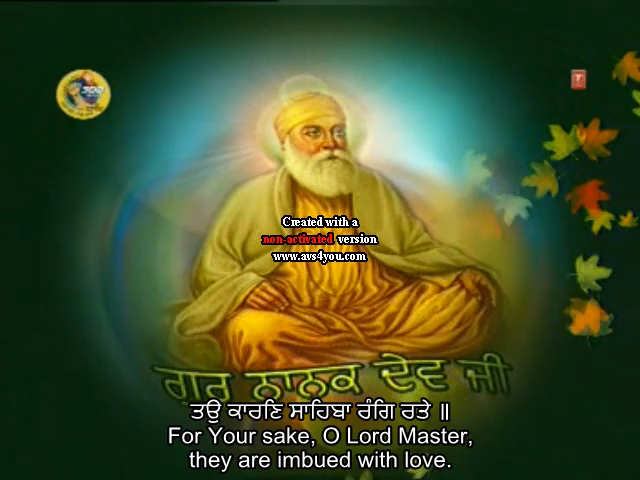 Created with a
non-activated version
www.avs4you.com
ਗੁਰੂ ਨਾਨਕ ਦੇਵ ਜੀ
ਤਉ ਕਾਰਣਿ ਸਾਹਿਬਾ ਰੰਗਿ ਰਤੇ ॥
For Your sake, O Lord Master,
they are imbued with love.